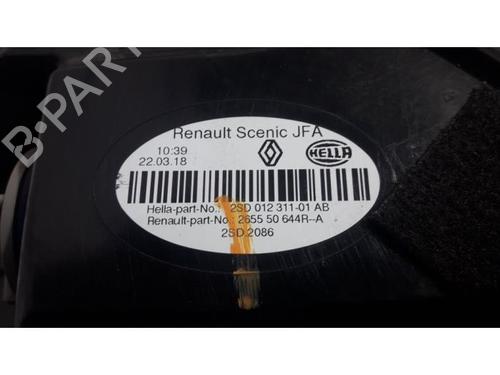 Renault Scenic JFA
10:39
22.03.18
HELLA
Hella-part-No.: 2SD 012 311-01 AB
Renault-part-No.: 2655 50 644R--A
2SD 2086
B-PARTS